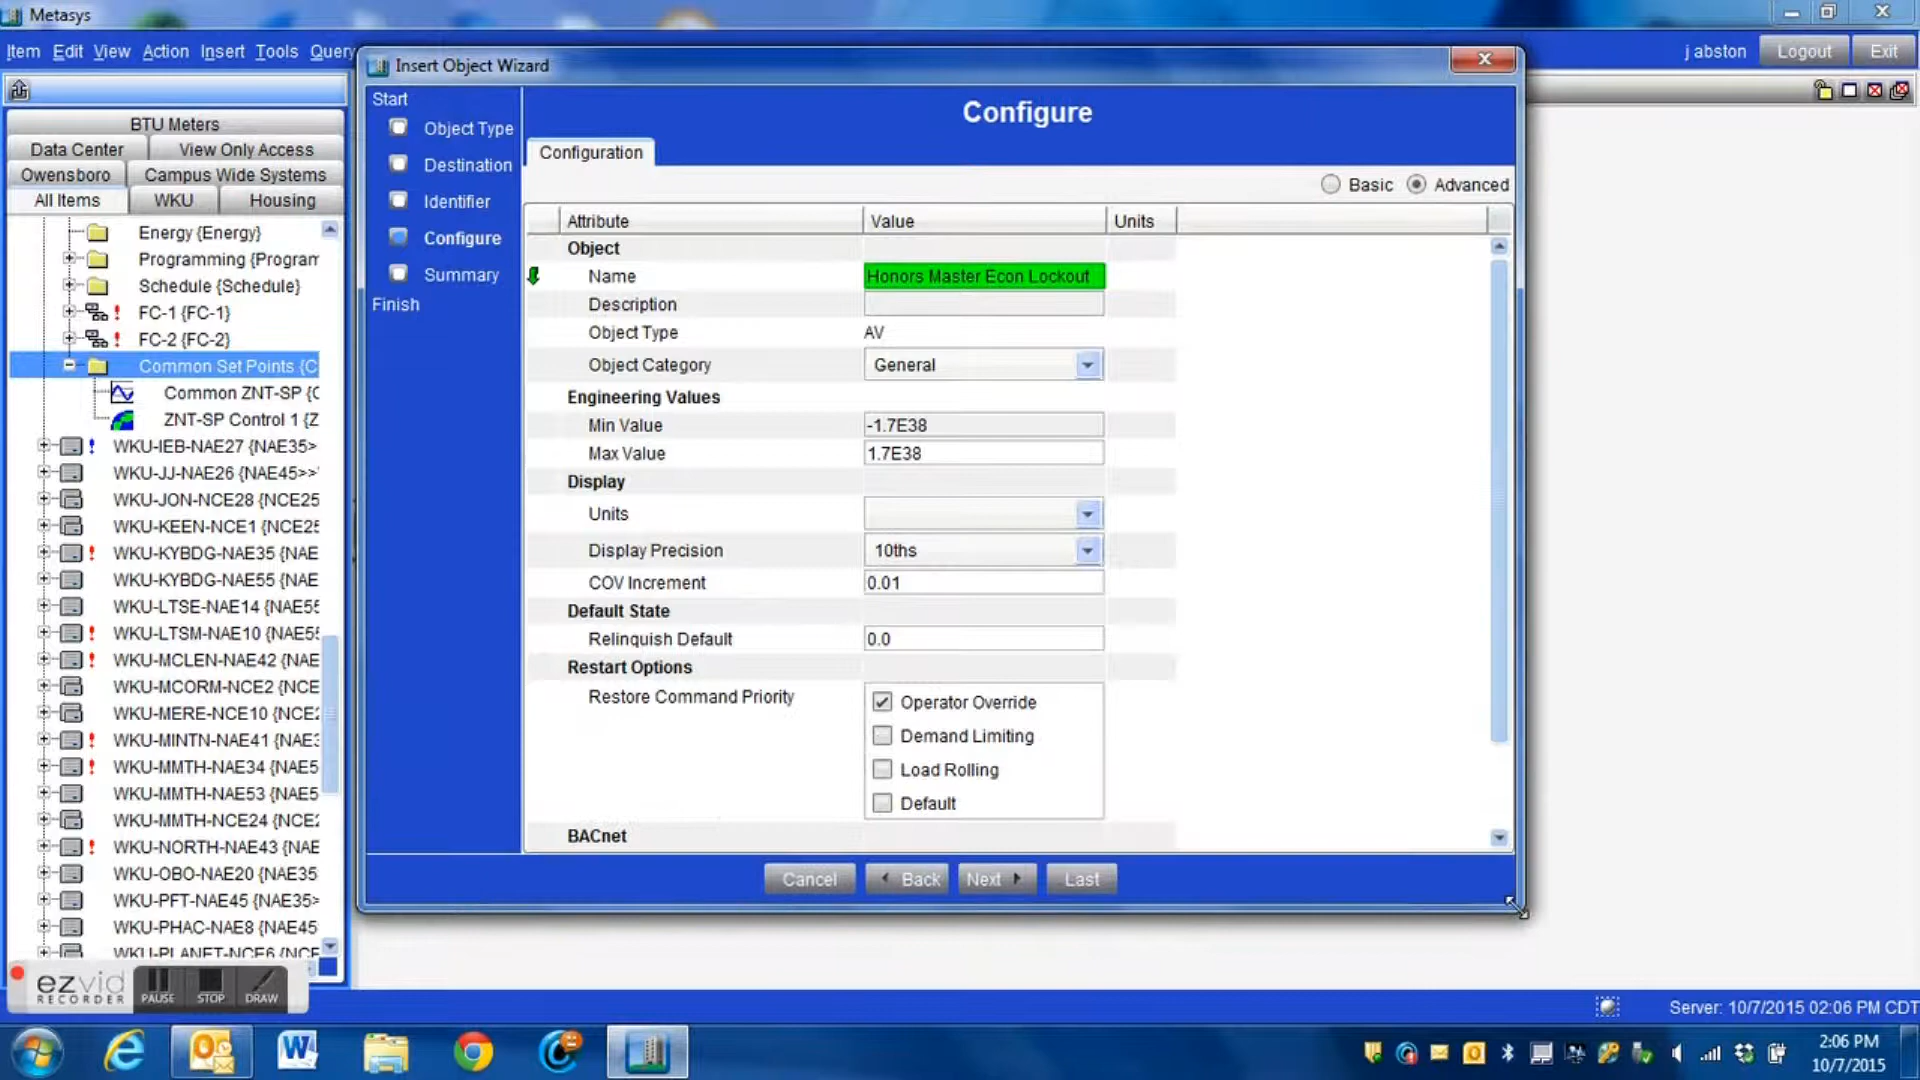 Metasys
Item Edit View Action Insert Tools Query
j abston Logout Exit
BTU Meters
Data Center View Only Access
Owensboro Campus Wide Systems
All Items WKU Housing
Energy {Energy}
Programming {Program
Schedule {Schedule}
FC-1 {FC-1}
FC-2 {FC-2}
Common Set Points {C
Common ZNT-SP {C
ZNT-SP Control 1 {Z
WKU-IEB-NAE27 {NAE35>
WKU-JJ-NAE26 {NAE45>>
WKU-JON-NCE28 {NCE25
WKU-KEEN-NCE1 {NCE25
WKU-KYBDG-NAE35 {NAE
WKU-KYBDG-NAE55 {NAE
WKU-LTSE-NAE14 {NAE55
WKU-LTSM-NAE10 {NAE55
WKU-MCLEN-NAE42 {NAE
WKU-MCORM-NCE2 {NCE
WKU-MERE-NCE10 {NCE2
WKU-MINTN-NAE41 {NAE3
WKU-MMTH-NAE34 {NAE5
WKU-MMTH-NAE53 {NAE5
WKU-MMTH-NCE24 {NCE2
WKU-NORTH-NAE43 {NAE
WKU-OBO-NAE20 {NAE35
WKU-PFT-NAE45 {NAE35>
WKU-PHAC-NAE8 {NAE45
WKU-PLANET-NCE6 {NCE
Insert Object Wizard
Start
Object Type
Destination
Identifier
Configure
Summary
Finish
Configure
Configuration
Basic Advanced
Attribute Value Units
Object
Name Honors Master Econ Lockout
Description
Object Type AV
Object Category General
Engineering Values
Min Value -1.7E38
Max Value 1.7E38
Display
Units
Display Precision 10ths
COV Increment 0.01
Default State
Relinquish Default 0.0
Restart Options
Restore Command Priority Operator Override
Demand Limiting
Load Rolling
Default
BACnet
Cancel Back Next Last
ezvid
RECORDER
PAUSE STOP DRAW
Server: 10/7/2015 02:06 PM CDT
2:06 PM
10/7/2015